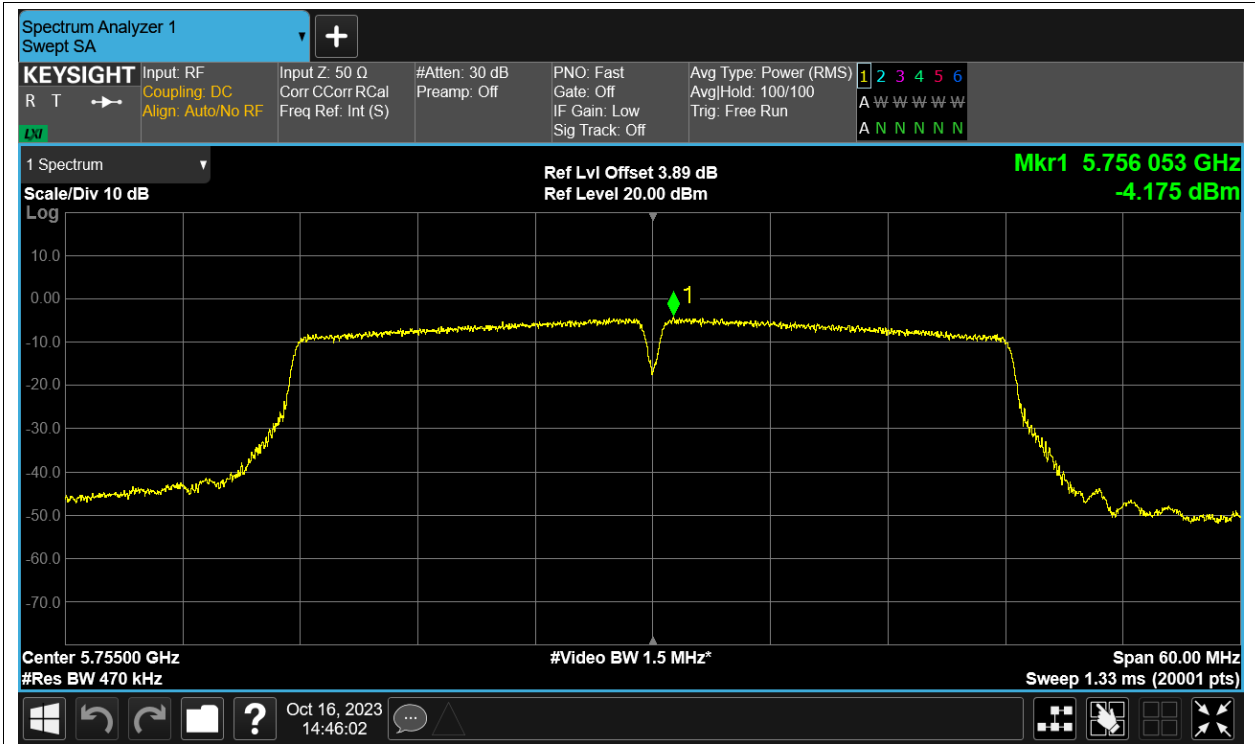 Spectrum Analyzer 1
Swept SA
+
KEYSIGHT
R T
LXI
Input: RF
Coupling: DC
Align: Auto/No RF
Input Z: 50 Ω
Corr CCorr RCal
Freq Ref: Int (S)
#Atten: 30 dB
Preamp: Off
PNO: Fast
Gate: Off
IF Gain: Low
Sig Track: Off
Avg Type: Power (RMS)
Avg|Hold: 100/100
Trig: Free Run
1 2 3 4 5 6
A W W W W W
A N N N N N
1 Spectrum
Scale/Div 10 dB
Log
Ref Lvl Offset 3.89 dB
Ref Level 20.00 dBm
Mkr1 5.756 053 GHz
-4.175 dBm
10.0
0.00
1
-10.0
-20.0
-30.0
-40.0
-50.0
-60.0
-70.0
Center 5.75500 GHz
#Res BW 470 kHz
#Video BW 1.5 MHz*
Span 60.00 MHz
Sweep 1.33 ms (20001 pts)
?
Oct 16, 2023
14:46:02